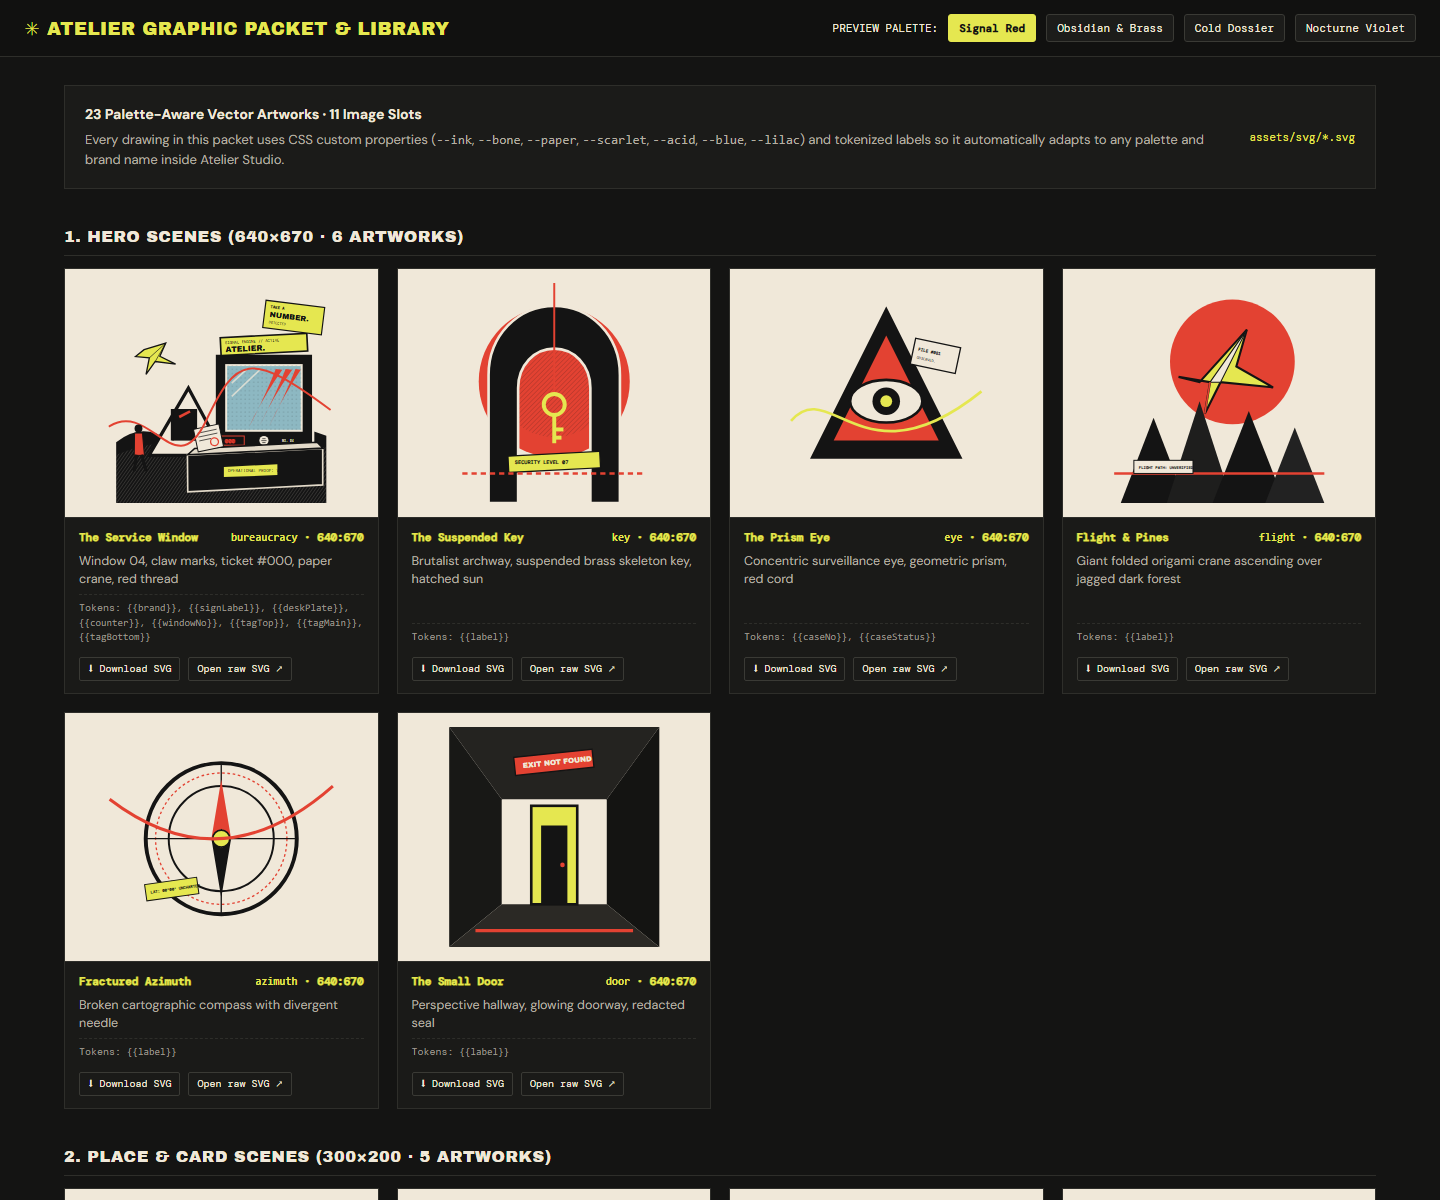 ✳ ATELIER GRAPHIC PACKET & LIBRARY
PREVIEW PALETTE: Signal Red Obsidian & Brass Cold Dossier Nocturne Violet
23 Palette-Aware Vector Artworks · 11 Image Slots
Every drawing in this packet uses CSS custom properties (--ink, --bone, --paper, --scarlet, --acid, --blue, --lilac) and tokenized labels so it automatically adapts to any palette and
brand name inside Atelier Studio.
assets/svg/*.svg
1. HERO SCENES (640×670 · 6 ARTWORKS)
TAKE A
NUMBER.
ATELIER.
OPERATIONAL PROOF.
The Service Window bureaucracy • 640:670
Window 04, claw marks, ticket #000, paper
crane, red thread
Tokens: {{brand}}, {{signLabel}}, {{deskPlate}},
{{counter}}, {{windowNo}}, {{tagTop}}, {{tagMain}},
{{tagBottom}}
⬇ Download SVG Open raw SVG ↗
SECURITY LEVEL 07
The Suspended Key key • 640:670
Brutalist archway, suspended brass skeleton key,
hatched sun
Tokens: {{label}}
⬇ Download SVG Open raw SVG ↗
The Prism Eye eye • 640:670
Concentric surveillance eye, geometric prism,
red cord
Tokens: {{caseNo}}, {{caseStatus}}
⬇ Download SVG Open raw SVG ↗
FLIGHT PATH: UNVERIFIED
Flight & Pines flight • 640:670
Giant folded origami crane ascending over
jagged dark forest
Tokens: {{label}}
⬇ Download SVG Open raw SVG ↗
Fractured Azimuth azimuth • 640:670
Broken cartographic compass with divergent
needle
Tokens: {{label}}
⬇ Download SVG Open raw SVG ↗
EXIT NOT FOUND
The Small Door door • 640:670
Perspective hallway, glowing doorway, redacted
seal
Tokens: {{label}}
⬇ Download SVG Open raw SVG ↗
2. PLACE & CARD SCENES (300×200 · 5 ARTWORKS)